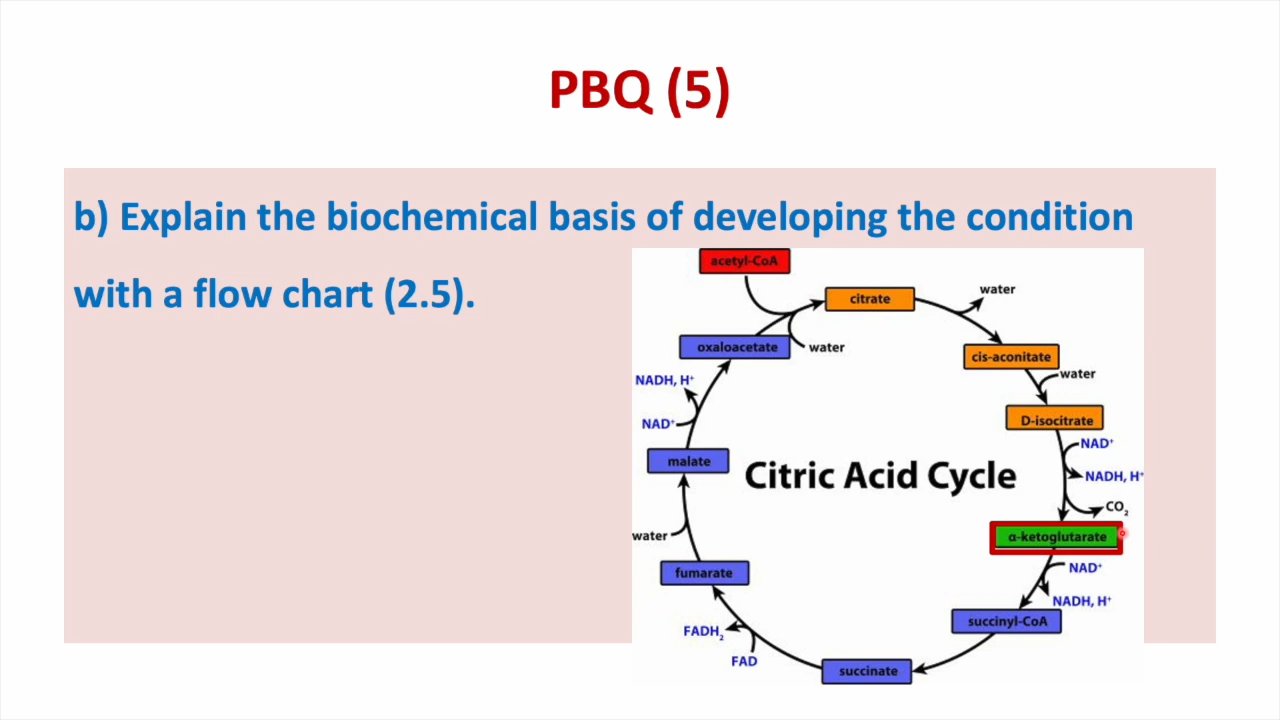 PBQ (5)
b) Explain the biochemical basis of developing the condition
with a flow chart (2.5).
acetyl-CoA
citrate
water
oxaloacetate
water
cis-aconitate
water
NADH, H⁺
NAD⁺
D-isocitrate
NAD⁺
malate
Citric Acid Cycle
NADH, H⁺
CO₂
water
α-ketoglutarate
NAD⁺
fumarate
NADH, H⁺
succinyl-CoA
FADH₂
FAD
succinate